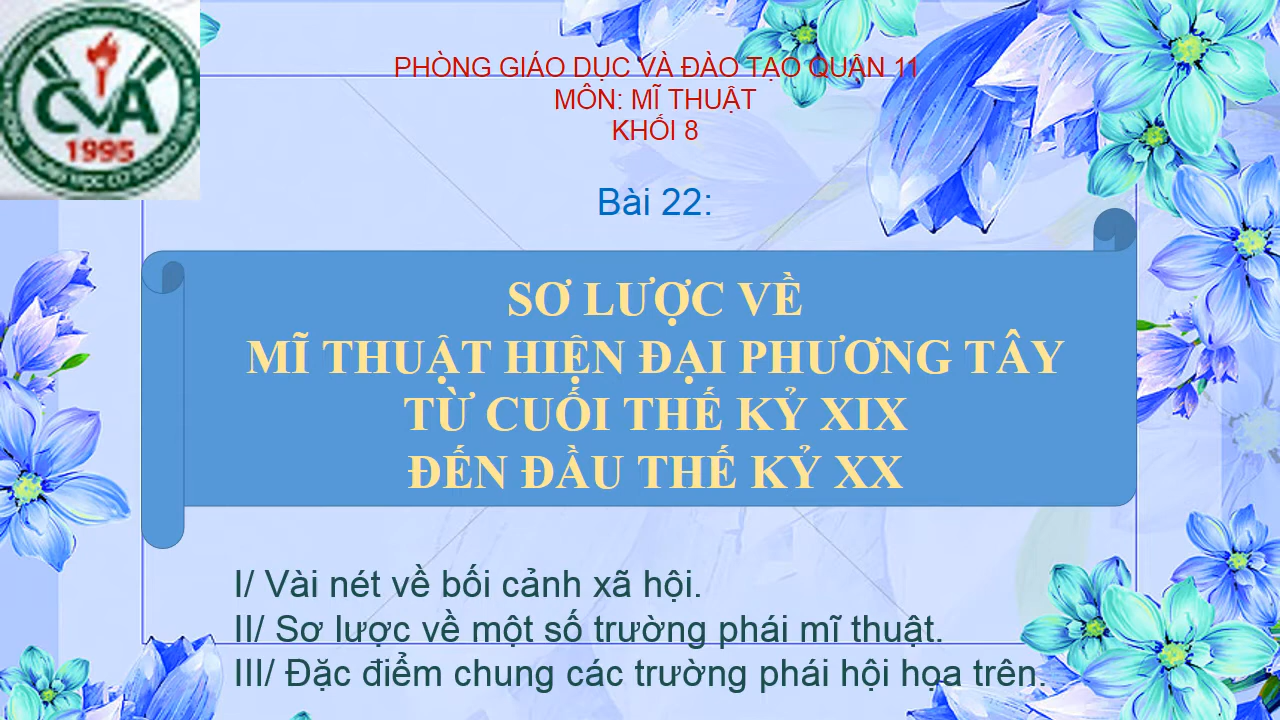 CVA
1995
PHÒNG GIÁO DỤC VÀ ĐÀO TẠO QUẬN 11
MÔN: MĨ THUẬT
KHỐI 8
Bài 22:
SƠ LƯỢC VỀ
MĨ THUẬT HIỆN ĐẠI PHƯƠNG TÂY
TỪ CUỐI THẾ KỶ XIX
ĐẾN ĐẦU THẾ KỶ XX
I/ Vài nét về bối cảnh xã hội.
II/ Sơ lược về một số trường phái mĩ thuật.
III/ Đặc điểm chung các trường phái hội họa trên.